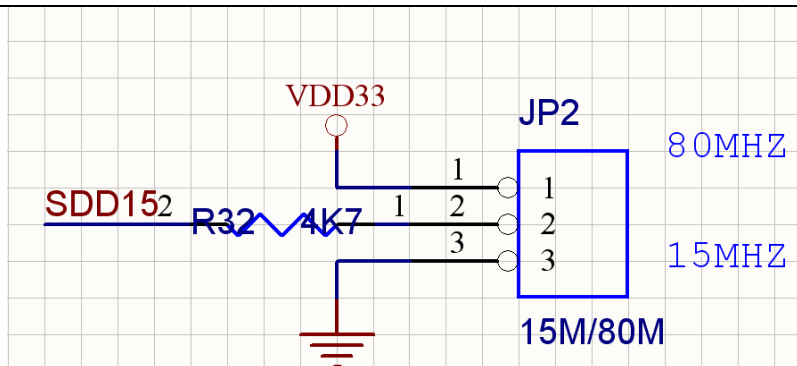 VDD33
JP2
80MHZ
1 1
SDD15 2 R32 4K7 1 2 2
3 3
15MHZ
15M/80M